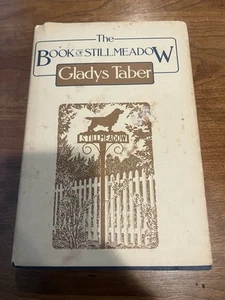 The
BOOK OF STILLMEADOW
Gladys Taber
STILLMEADOW